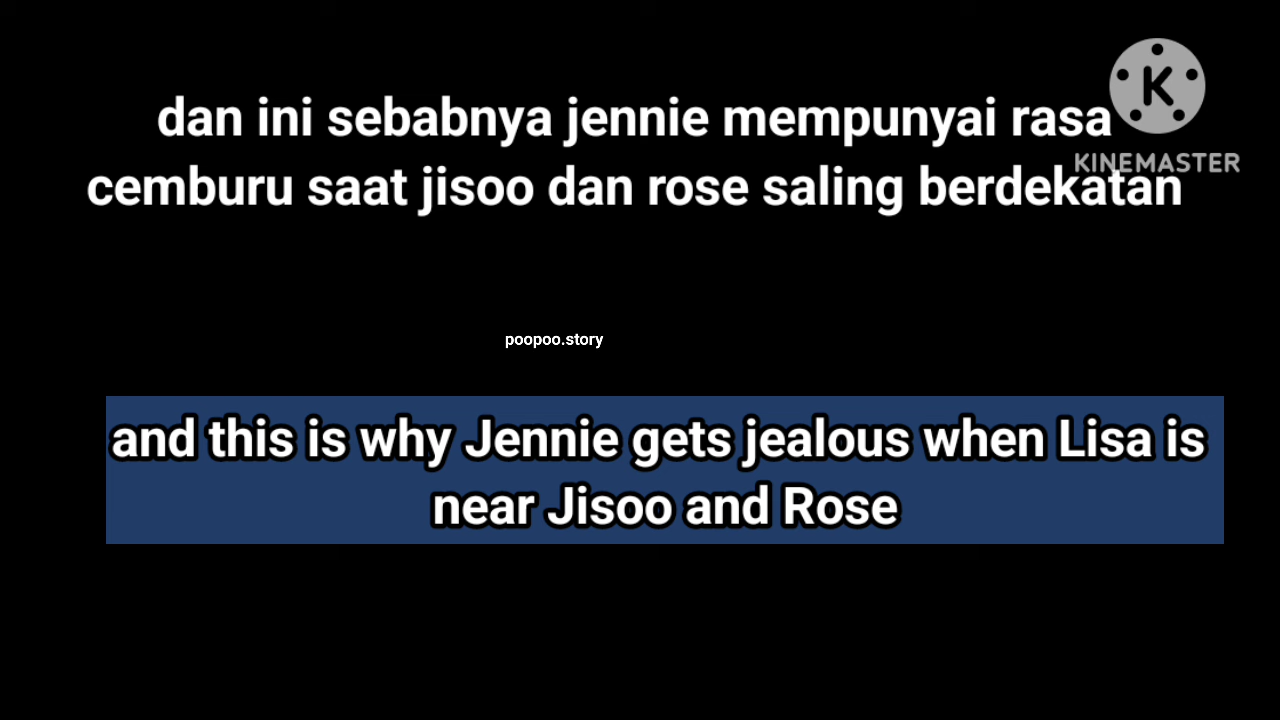 dan ini sebabnya jennie mempunyai rasa
cemburu saat jisoo dan rose saling berdekatan
KINEMASTER
poopoo.story
and this is why Jennie gets jealous when Lisa is
near Jisoo and Rose